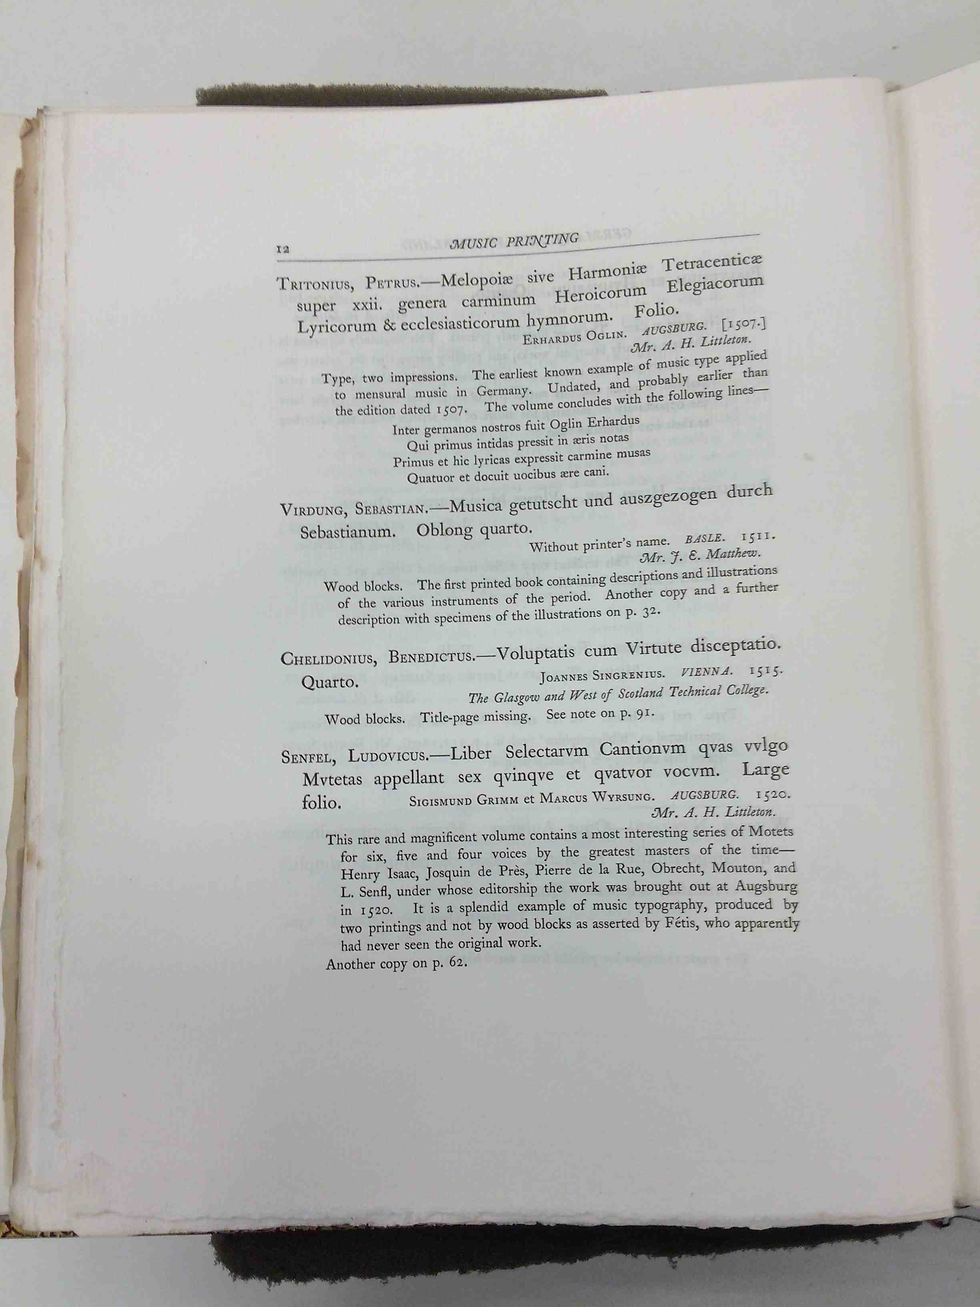 12 MUSIC PRINTING
TRITONIUS, PETRUS.—Melopoiæ sive Harmoniæ Tetracenticæ
super xxii. genera carminum Heroicorum Elegiacorum
Lyricorum & ecclesiasticorum hymnorum. Folio.
ERHARDUS OGLIN. AUGSBURG. [1507.]
Mr. A. H. Littleton.
Type, two impressions. The earliest known example of music type applied
to mensural music in Germany. Undated, and probably earlier than
the edition dated 1507. The volume concludes with the following lines—
Inter germanos nostros fuit Oglin Erhardus
Qui primus intidas pressit in æris notas
Primus et hic lyricas expressit carmine musas
Quatuor et docuit uocibus ære cani.
VIRDUNG, SEBASTIAN.—Musica getutscht und auszgezogen durch
Sebastianum. Oblong quarto.
Without printer's name. BASLE. 1511.
Mr. J. E. Matthew.
Wood blocks. The first printed book containing descriptions and illustrations
of the various instruments of the period. Another copy and a further
description with specimens of the illustrations on p. 32.
CHELIDONIUS, BENEDICTUS.—Voluptatis cum Virtute disceptatio.
Quarto. JOANNES SINGRENIUS. VIENNA. 1515.
The Glasgow and West of Scotland Technical College.
Wood blocks. Title-page missing. See note on p. 91.
SENFEL, LUDOVICUS.—Liber Selectarvm Cantionvm qvas vvlgo
Mvtetas appellant sex qvinqve et qvatvor vocvm. Large
folio. SIGISMUND GRIMM et MARCUS WYRSUNG. AUGSBURG. 1520.
Mr. A. H. Littleton.
This rare and magnificent volume contains a most interesting series of Motets
for six, five and four voices by the greatest masters of the time—
Henry Isaac, Josquin de Près, Pierre de la Rue, Obrecht, Mouton, and
L. Senfl, under whose editorship the work was brought out at Augsburg
in 1520. It is a splendid example of music typography, produced by
two printings and not by wood blocks as asserted by Fétis, who apparently
had never seen the original work.
Another copy on p. 62.